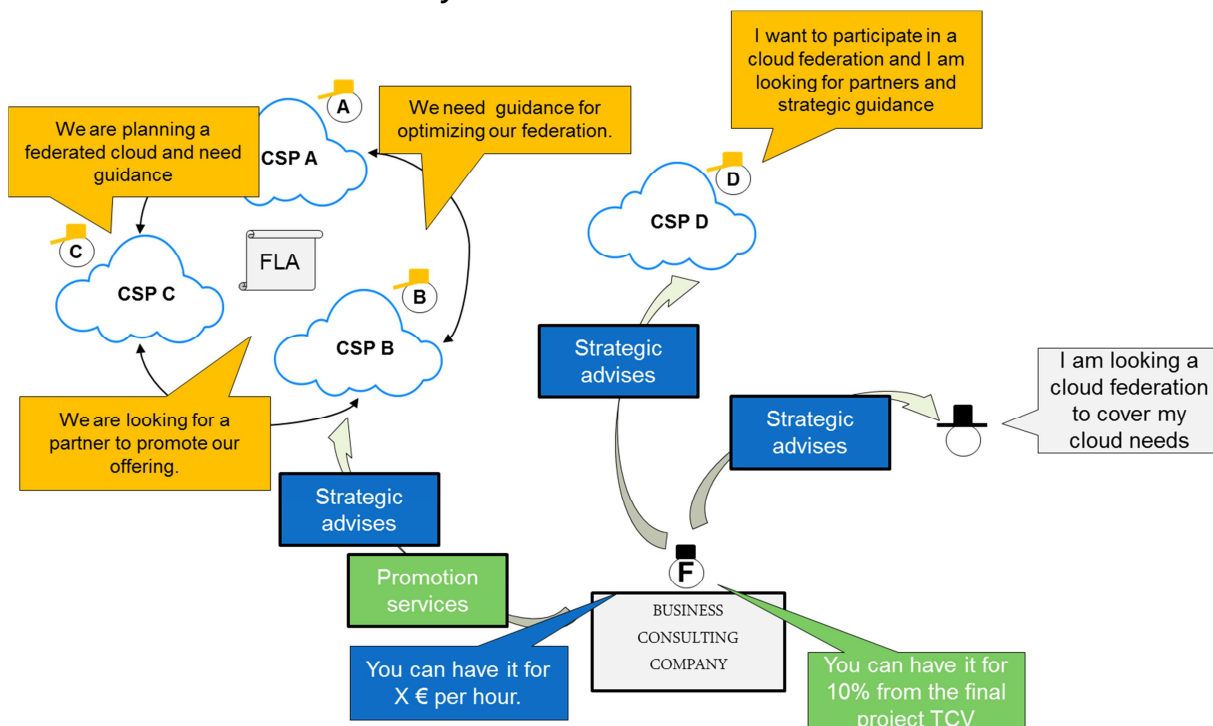 I want to participate in a
cloud federation and I am
looking for partners and
strategic guidance
A
We need guidance for
optimizing our federation.
We are planning a
federated cloud and need
guidance
CSP A
D
CSP D
C
CSP C
FLA
B
CSP B
Strategic
advises
I am looking a
cloud federation
to cover my
cloud needs
Strategic
advises
We are looking for a
partner to promote our
offering.
Strategic
advises
Promotion
services
F
BUSINESS
CONSULTING
COMPANY
You can have it for
X € per hour.
You can have it for
10% from the final
project TCV